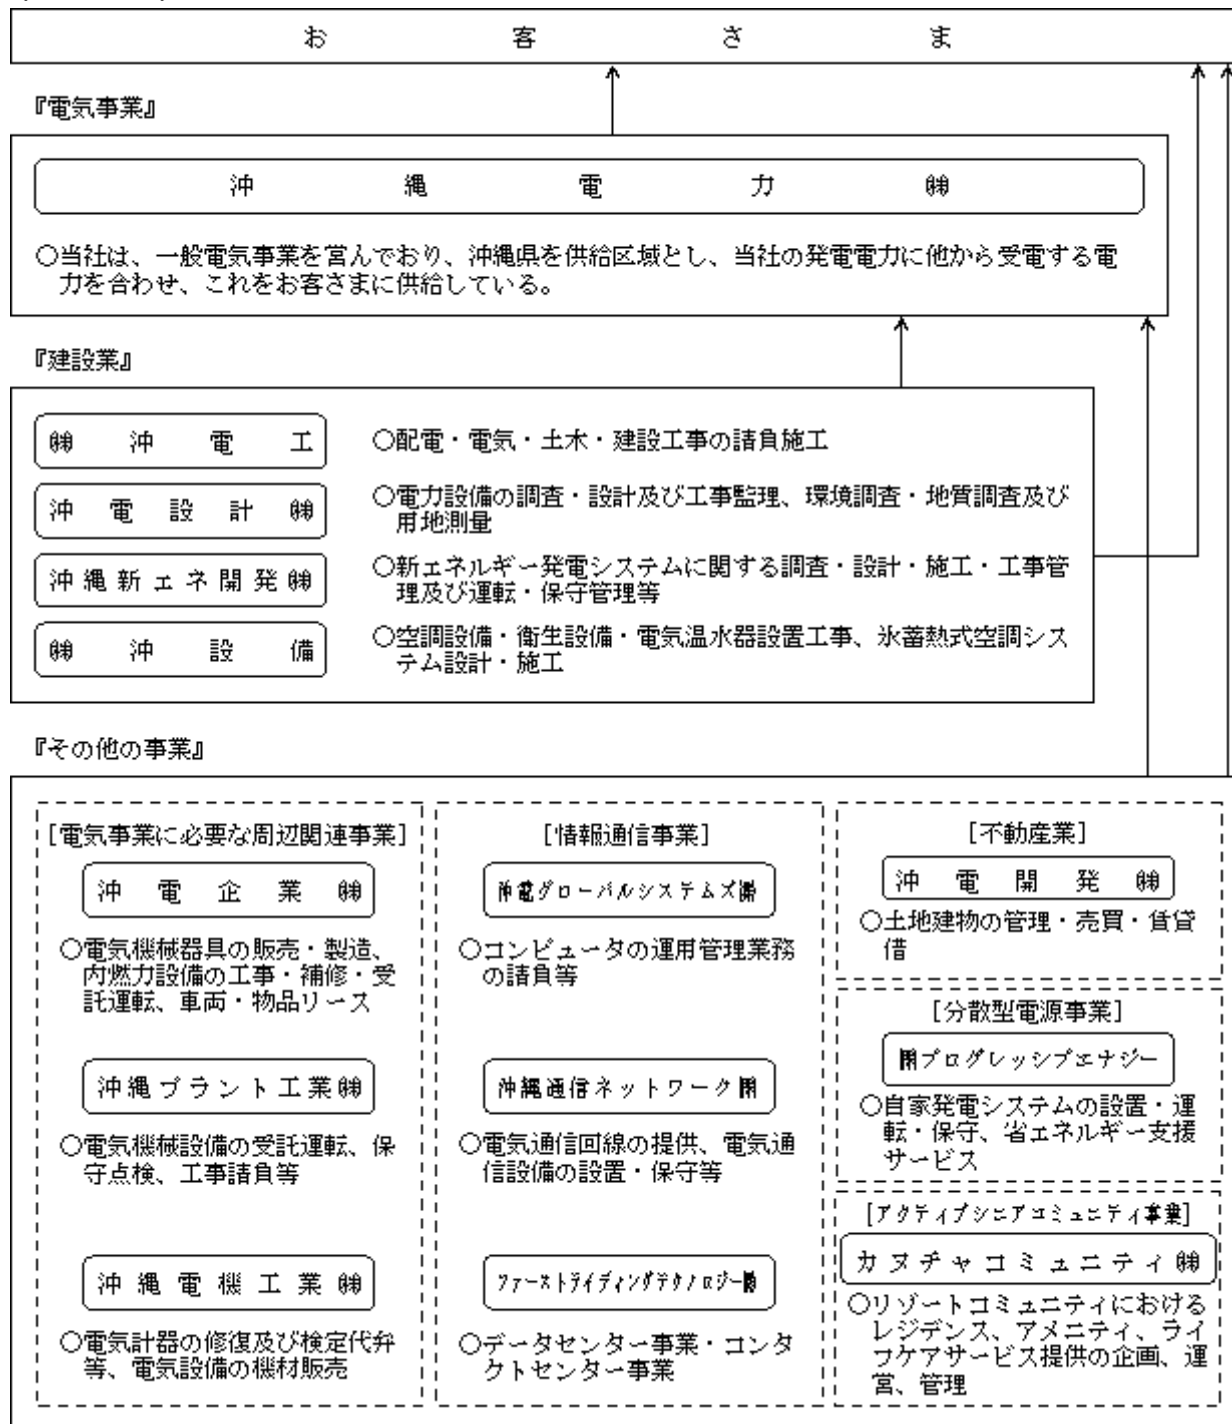 お客さま
『電気事業』
沖縄電力㈱
○当社は、一般電気事業を営んでおり、沖縄県を供給区域とし、当社の発電電力に他から受電する電
力を合わせ、これをお客さまに供給している。
『建設業』
㈱沖電工
○配電・電気・土木・建設工事の請負施工
沖電設計㈱
○電力設備の調査・設計及び工事監理、環境調査・地質調査及び
用地測量
沖縄新エネ開発㈱
○新エネルギー発電システムに関する調査・設計・施工・工事管
理及び運転・保守管理等
㈱沖設備
○空調設備・衛生設備・電気温水器設置工事、氷蓄熱式空調シス
テム設計・施工
『その他の事業』
[電気事業に必要な周辺関連事業]
沖電企業㈱
○電気機械器具の販売・製造、
内燃力設備の工事・補修・受
託運転、車両・物品リース
沖縄プラント工業㈱
○電気機械設備の受託運転、保
守点検、工事請負等
沖縄電機工業㈱
○電気計器の修復及び検定代弁
等、電気設備の機材販売
[情報通信事業]
沖電グローバルシステムズ㈱
○コンピュータの運用管理業務
の請負等
沖縄通信ネットワーク㈱
○電気通信回線の提供、電気通
信設備の設置・保守等
ファーストライディングテクノロジー㈱
○データセンター事業・コンタ
クトセンター事業
[不動産業]
沖電開発㈱
○土地建物の管理・売買・賃貸
借
[分散型電源事業]
㈱プログレッシブエナジー
○自家発電システムの設置・運
転・保守、省エネルギー支援
サービス
[アクティブシニアコミュニティ事業]
カヌチャコミュニティ㈱
○リゾートコミュニティにおける
レジデンス、アメニティ、ライ
フケアサービス提供の企画、運
営、管理